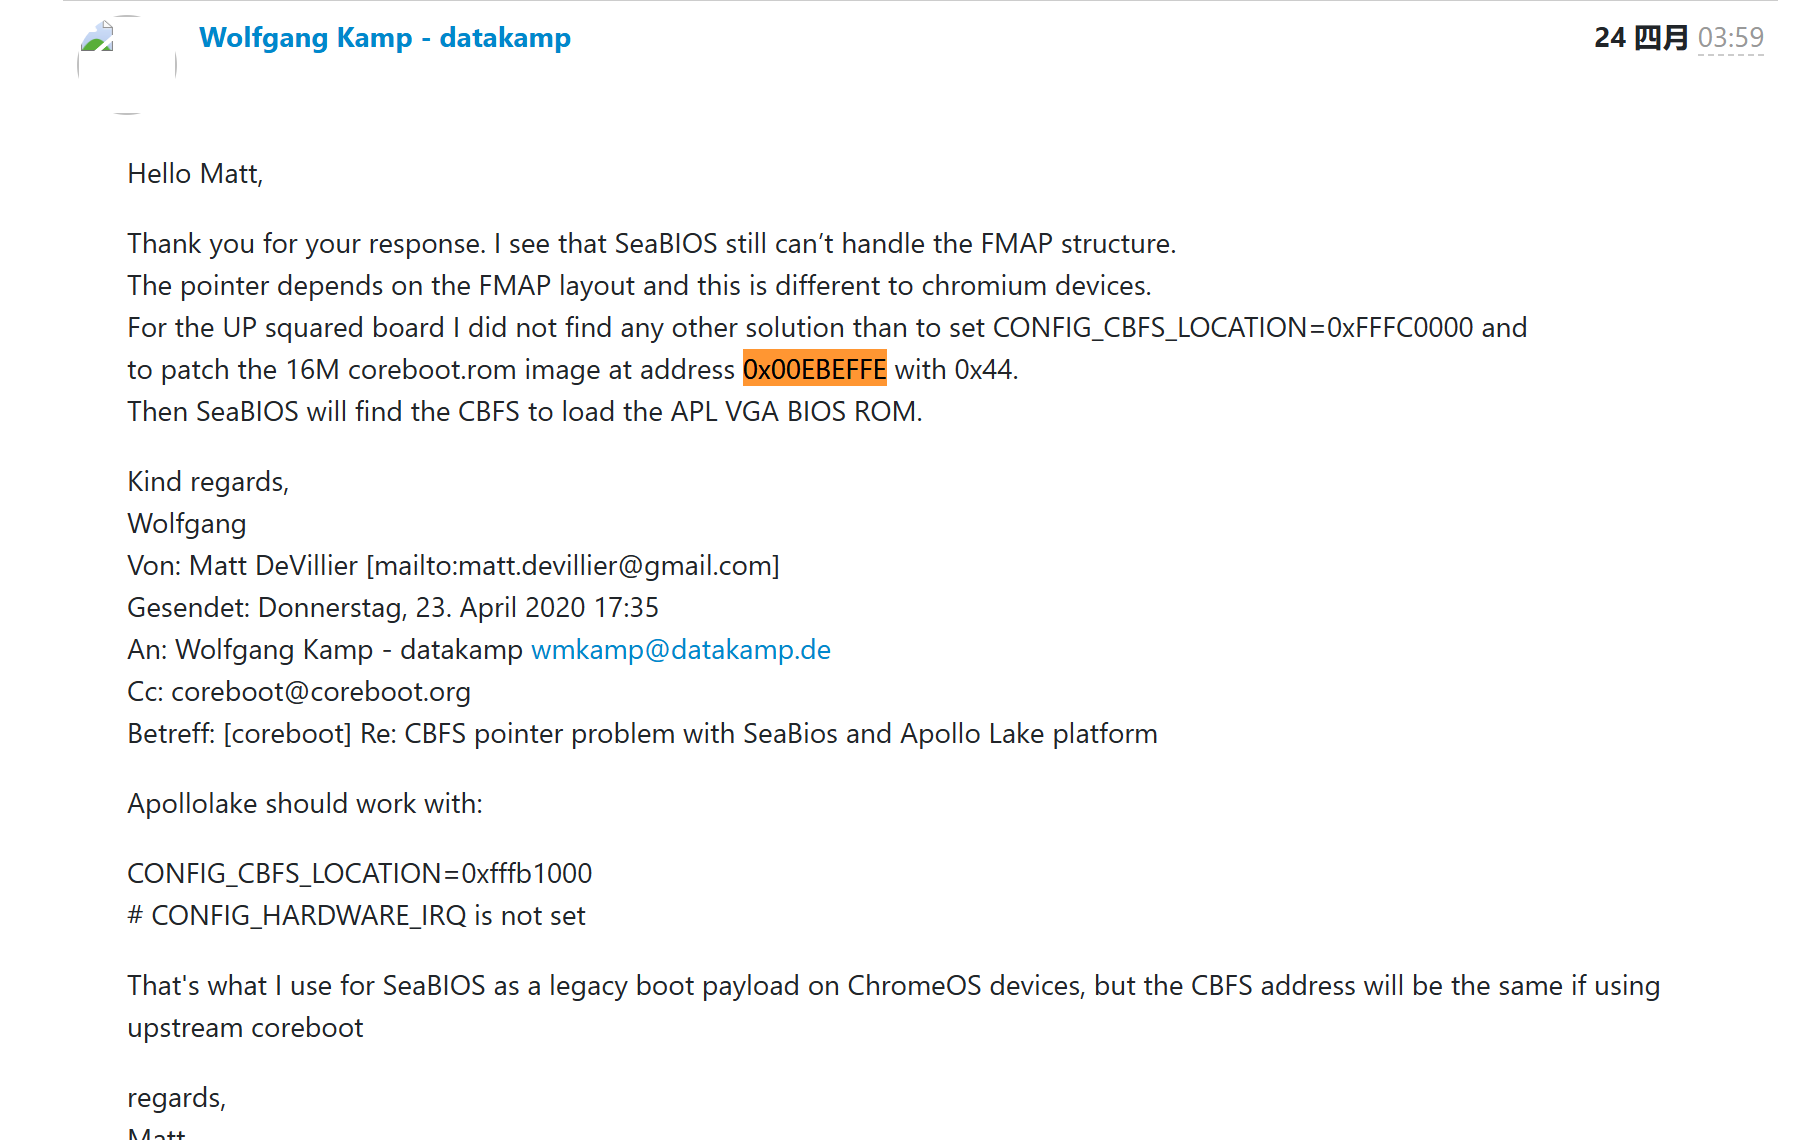 Wolfgang Kamp - datakamp
24 四月 03:59
Hello Matt,
Thank you for your response. I see that SeaBIOS still can’t handle the FMAP structure.
The pointer depends on the FMAP layout and this is different to chromium devices.
For the UP squared board I did not find any other solution than to set CONFIG_CBFS_LOCATION=0xFFFC0000 and
to patch the 16M coreboot.rom image at address 0x00EBEFFE with 0x44.
Then SeaBIOS will find the CBFS to load the APL VGA BIOS ROM.
Kind regards,
Wolfgang
Von: Matt DeVillier [mailto:matt.devillier@gmail.com]
Gesendet: Donnerstag, 23. April 2020 17:35
An: Wolfgang Kamp - datakamp wmkamp@datakamp.de
Cc: coreboot@coreboot.org
Betreff: [coreboot] Re: CBFS pointer problem with SeaBios and Apollo Lake platform
Apollolake should work with:
CONFIG_CBFS_LOCATION=0xfffb1000
# CONFIG_HARDWARE_IRQ is not set
That's what I use for SeaBIOS as a legacy boot payload on ChromeOS devices, but the CBFS address will be the same if using
upstream coreboot
regards,
Matt